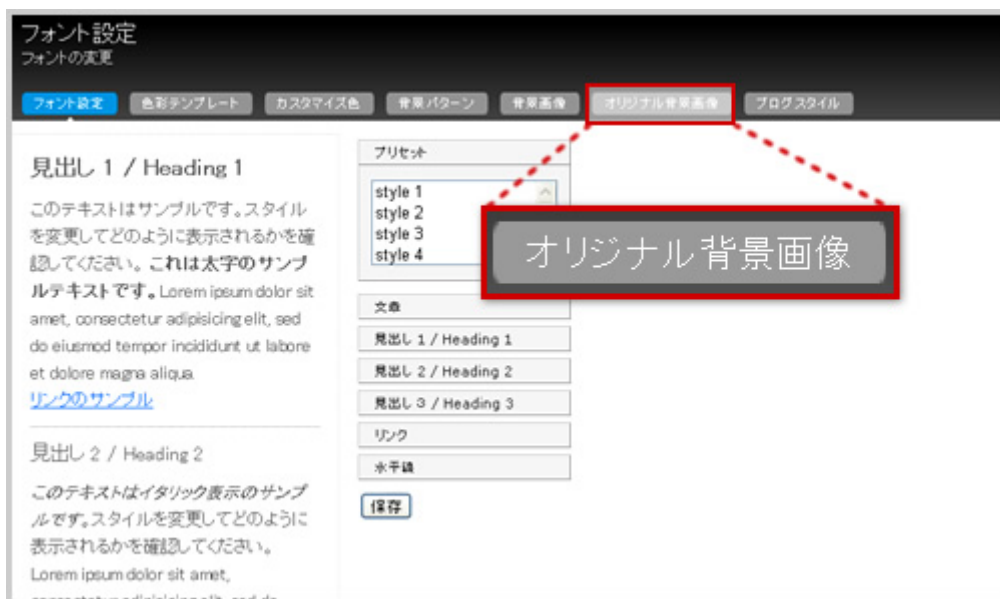 フォント設定
フォントの変更
フォント設定
色彩テンプレート
カスタマイズ色
背景パターン
背景画像
オリジナル背景画像
ブログスタイル
見出し 1 / Heading 1
このテキストはサンプルです。スタイル
を変更してどのように表示されるかを確
認してください。これは太字のサンプ
ルテキストです。Lorem ipsum dolor sit
amet, consectetur adipisicing elit, sed
do eiusmod tempor incididunt ut labore
et dolore magna aliqua.
リンクのサンプル
見出し 2 / Heading 2
このテキストはイタリック表示のサンプ
ルです。スタイルを変更してどのように
表示されるかを確認してください。
Lorem ipsum dolor sit amet,
プリセット
style 1
style 2
style 3
style 4
オリジナル背景画像
文章
見出し 1 / Heading 1
見出し 2 / Heading 2
見出し 3 / Heading 3
リンク
水平線
保存